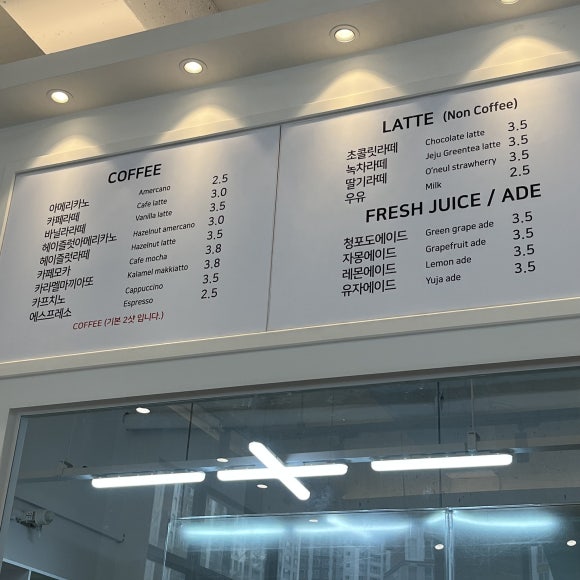 COFFEE
아메리카노 Amercano 2.5
카페라떼 Cafe latte 3.0
바닐라라떼 Vanilla latte 3.5
헤이즐럿아메리카노 Hazelnut amercano 3.0
헤이즐럿라떼 Hazelnut latte 3.5
카페모카 Cafe mocha 3.8
카라멜마끼아또 Kalamel makkiatto 3.8
카프치노 Cappuccino 3.5
에스프레소 Espresso 2.5
COFFEE (기본 2샷 입니다.)
LATTE (Non Coffee)
초콜릿라떼 Chocolate latte 3.5
녹차라떼 Jeju Greentea latte 3.5
딸기라떼 O'neul strawherry 3.5
우유 Milk 2.5
FRESH JUICE / ADE
청포도에이드 Green grape ade 3.5
자몽에이드 Grapefruit ade 3.5
레몬에이드 Lemon ade 3.5
유자에이드 Yuja ade 3.5